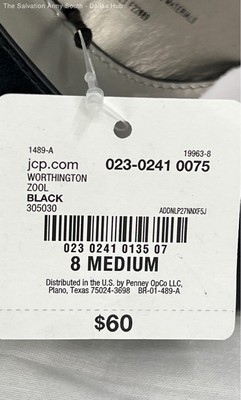 The Salvation Army South - Dallas Hub
1489-A 19963-8
jcp.com 023-0241 0075
WORTHINGTON
ZOOL
BLACK
305030 ADDNLP27NNXF5J
023 0241 0135 07
8 MEDIUM
Distributed in the U.S. by Penney OpCo LLC,
Plano, Texas 75024-3698 BR-01-489-A
$60